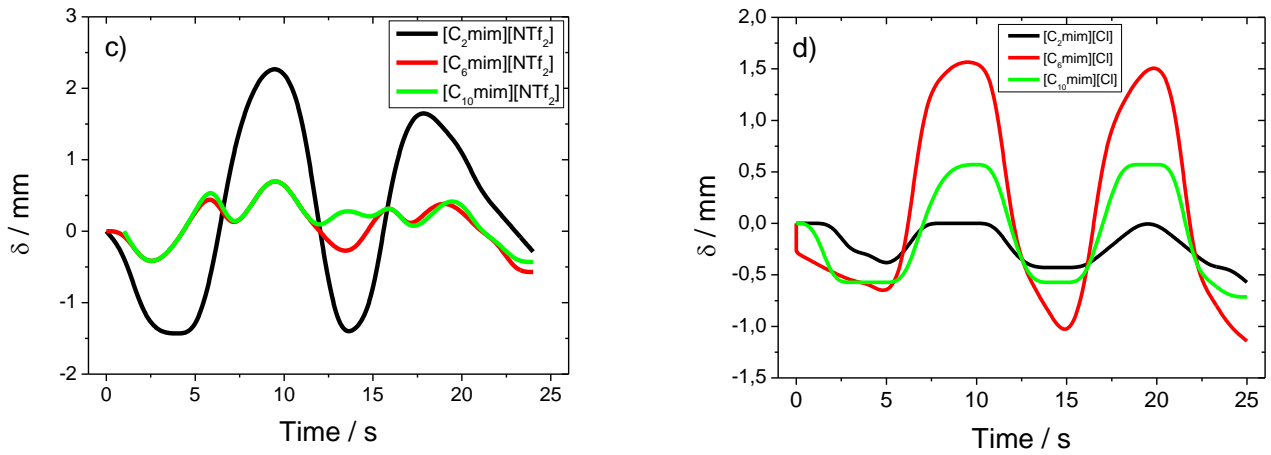 c)
[C₂mim][NTf₂]
[C₆mim][NTf₂]
[C₁₀mim][NTf₂]
3
2
1
0
-1
-2
δ / mm
0 5 10 15 20 25
Time / s
d)
[C₂mim][Cl]
[C₆mim][Cl]
[C₁₀mim][Cl]
2,0
1,5
1,0
0,5
0,0
-0,5
-1,0
-1,5
δ / mm
0 5 10 15 20 25
Time / s